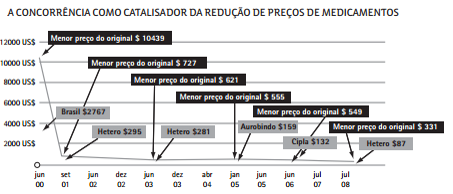 A CONCORRÊNCIA COMO CATALISADOR DA REDUÇÃO DE PREÇOS DE MEDICAMENTOS
12000 US$
Menor preço do original $ 10439
10000 US$
Menor preço do original $ 727
8000 US$
Menor preço do original $ 621
6000 US$
Menor preço do original $ 555
Brasil $2767
Menor preço do original $ 549
4000 US$
Hetero $295
Hetero $281
Aurobindo $159
Menor preço do original $ 331
2000 US$
Cipla $132
Hetero $87
0
jun set jun dez jun dez abr jan jun jun jul jul
00 01 02 02 03 03 04 05 05 06 07 08